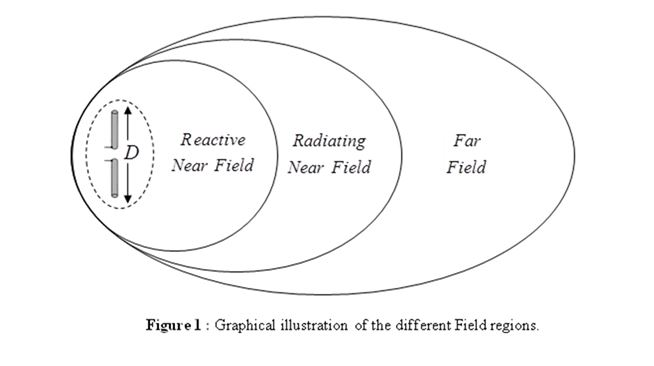 D
Reactive
Near Field
Radiating
Near Field
Far
Field
Figure 1 : Graphical illustration of the different Field regions.